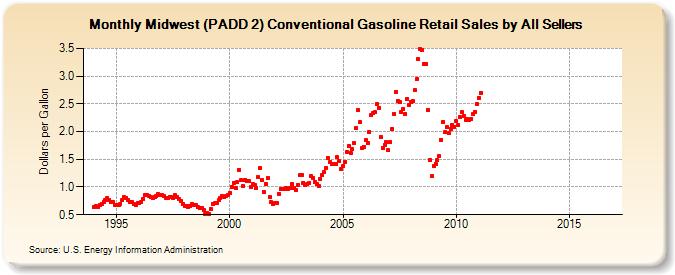 Monthly Midwest (PADD 2) Conventional Gasoline Retail Sales by All Sellers
Dollars per Gallon
3.5
3.0
2.5
2.0
1.5
1.0
0.5
1995 2000 2005 2010 2015
Source: U.S. Energy Information Administration